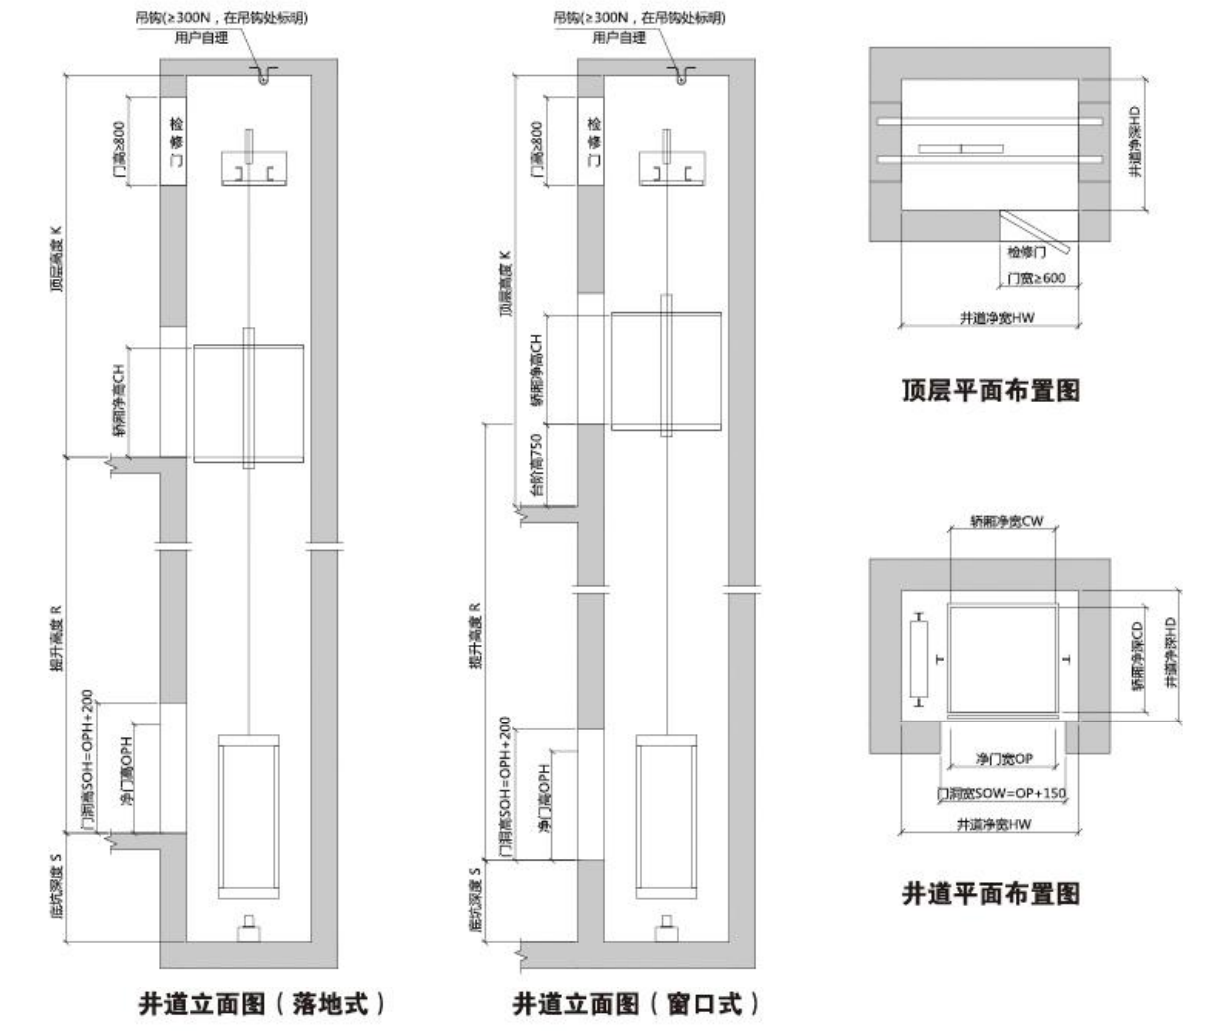 吊钩(≥300N，在吊钩处标明)
用户自理
门高≥800
检修门
顶层高度 K
轿厢净高CH
提升高度 R
门洞高SOH=OPH+200
净门高OPH
底坑深度 S
井道立面图（落地式）
吊钩(≥300N，在吊钩处标明)
用户自理
门高≥800
检修门
顶层高度 K
轿厢净高CH
台阶高750
提升高度 R
门洞高SOH=OPH+200
净门高OPH
底坑深度 S
井道立面图（窗口式）
井道净深HD
检修门
门宽≥600
井道净宽HW
顶层平面布置图
轿厢净宽CW
轿厢净深CD
井道净深HD
净门宽OP
门洞宽SOW=OP+150
井道净宽HW
井道平面布置图